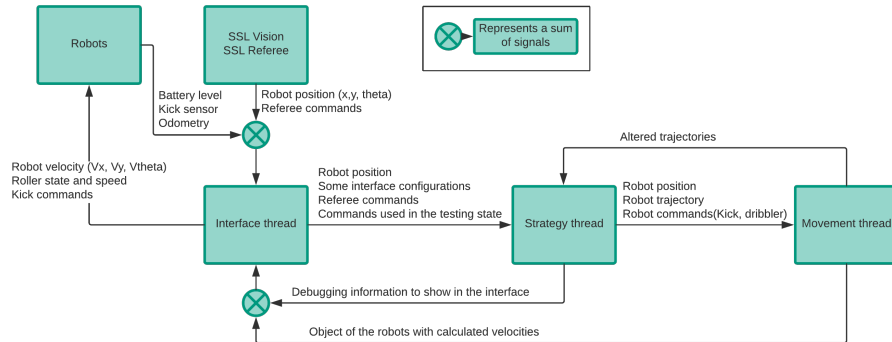 Robots
SSL Vision
SSL Referee
Represents a sum
of signals
Battery level
Kick sensor
Odometry
Robot position (x,y, theta)
Referee commands
Altered trajectories
Robot velocity (Vx, Vy, Vtheta)
Roller state and speed
Kick commands
Interface thread
Robot position
Some interface configurations
Referee commands
Commands used in the testing state
Strategy thread
Robot position
Robot trajectory
Robot commands(Kick, dribbler)
Movement thread
Debugging information to show in the interface
Object of the robots with calculated velocities